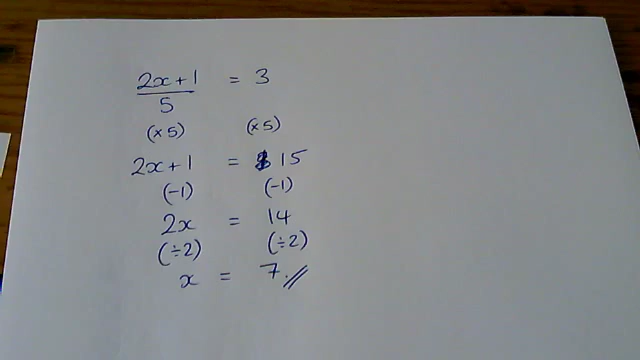 2x+1 = 3
5
(×5) (×5)
2x+1 = 15
(-1) (-1)
2x = 14
(÷2) (÷2)
x = 7.//